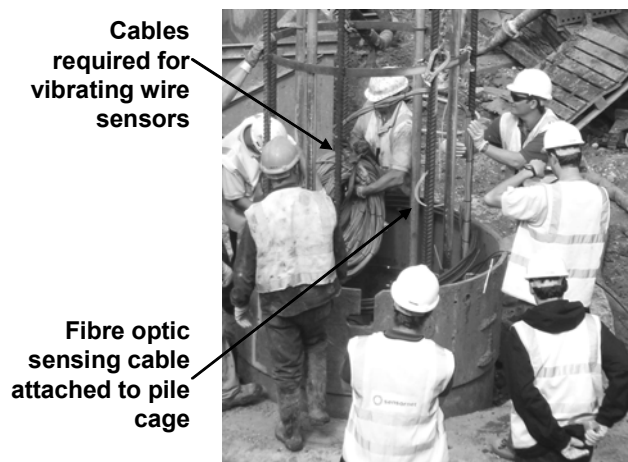 Cables
required for
vibrating wire
sensors
Fibre optic
sensing cable
attached to pile
cage